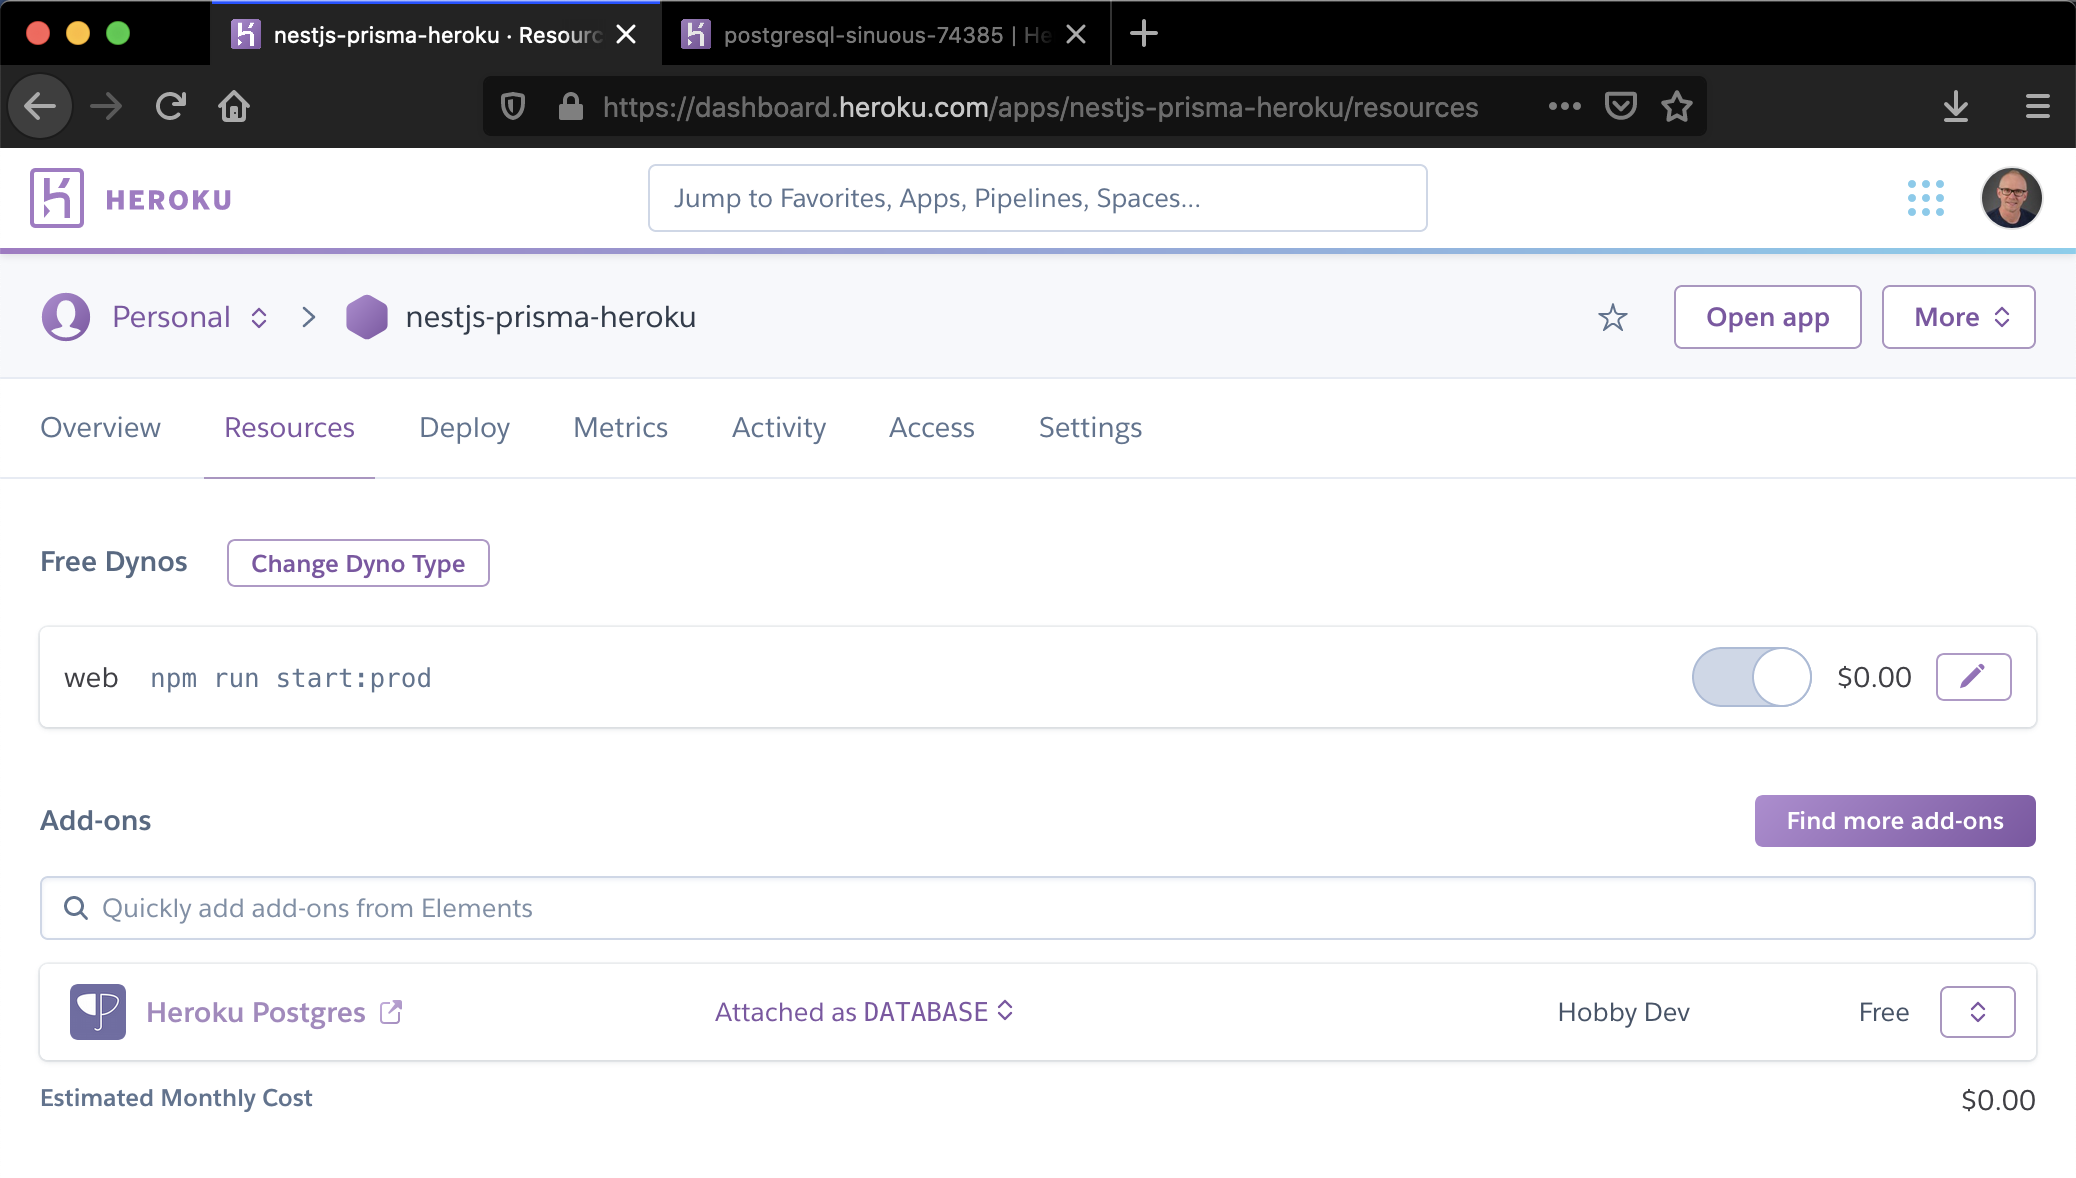 nestjs-prisma-heroku · Resourc
postgresql-sinuous-74385 | He
https://dashboard.heroku.com/apps/nestjs-prisma-heroku/resources
HEROKU
Jump to Favorites, Apps, Pipelines, Spaces...
Personal
nestjs-prisma-heroku
Open app
More
Overview
Resources
Deploy
Metrics
Activity
Access
Settings
Free Dynos
Change Dyno Type
web npm run start:prod
$0.00
Add-ons
Find more add-ons
Quickly add add-ons from Elements
Heroku Postgres
Attached as DATABASE
Hobby Dev
Free
Estimated Monthly Cost
$0.00